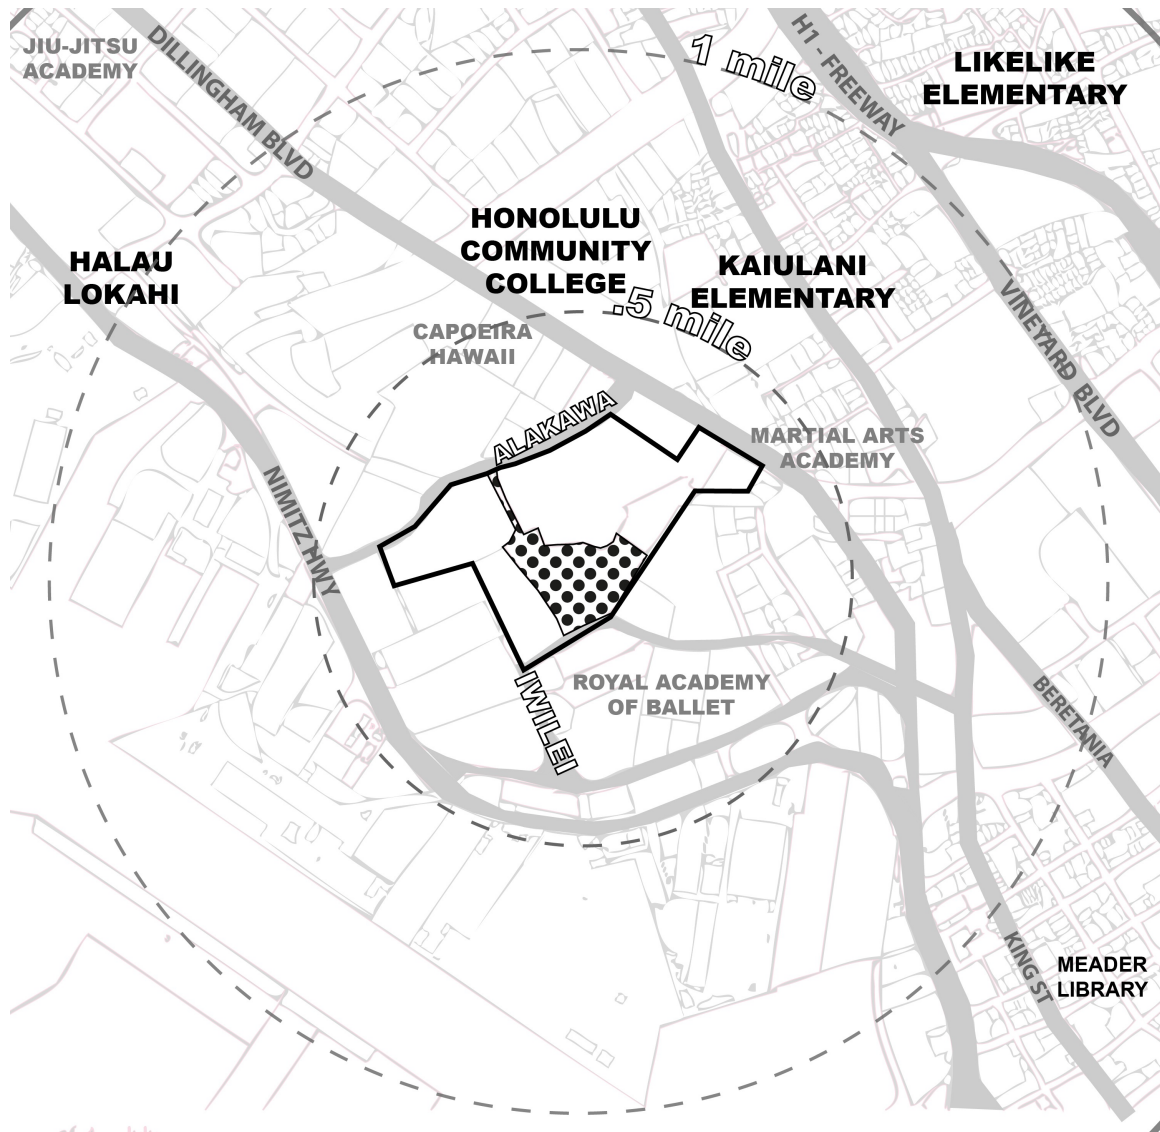 JIU-JITSU
ACADEMY
DILLINGHAM BLVD
1 mile
H1 - FREEWAY
LIKELIKE
ELEMENTARY
HONOLULU
COMMUNITY
COLLEGE
HALAU
LOKAHI
KAIULANI
ELEMENTARY
.5 mile
VINEYARD BLVD
CAPOEIRA
HAWAII
ALAKAWA
MARTIAL ARTS
ACADEMY
NIMITZ HWY
ROYAL ACADEMY
OF BALLET
IWILEI
BERETANIA
KING ST
MEADER
LIBRARY